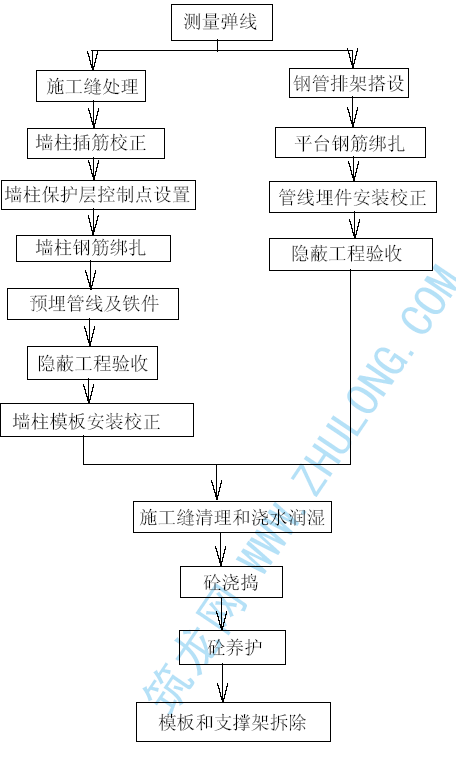 测量弹线
施工缝处理
墙柱插筋校正
墙柱保护层控制点设置
墙柱钢筋绑扎
预埋管线及铁件
隐蔽工程验收
墙柱模板安装校正
钢管排架搭设
平台钢筋绑扎
管线埋件安装校正
隐蔽工程验收
施工缝清理和浇水润湿
砼浇捣
砼养护
模板和支撑架拆除
筑龙网 WWW.ZHULONG.COM